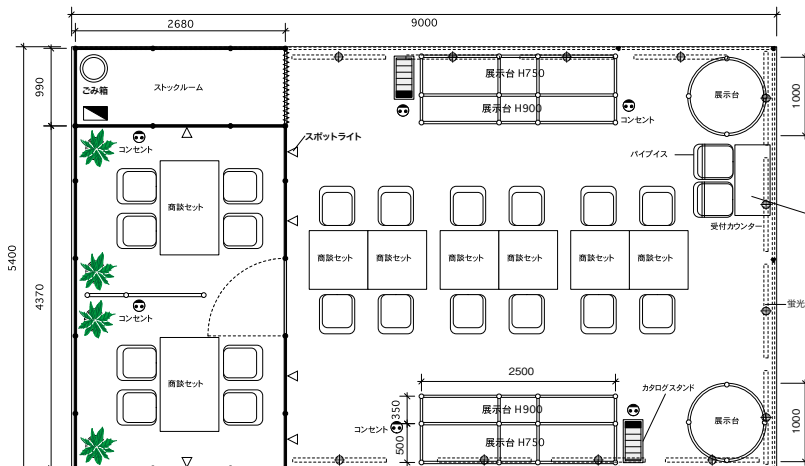 9000
2680
990
ごみ箱
ストックルーム
展示台 H750
展示台 H900
コンセント
展示台
1000
コンセント
スポットライト
パイプイス
商談セット
受付カウンター
5400
4370
商談セット
商談セット
商談セット
商談セット
商談セット
商談セット
コンセント
蛍光
2500
商談セット
カタログスタンド
350
展示台 H900
コンセント
500
展示台 H750
展示台
1000